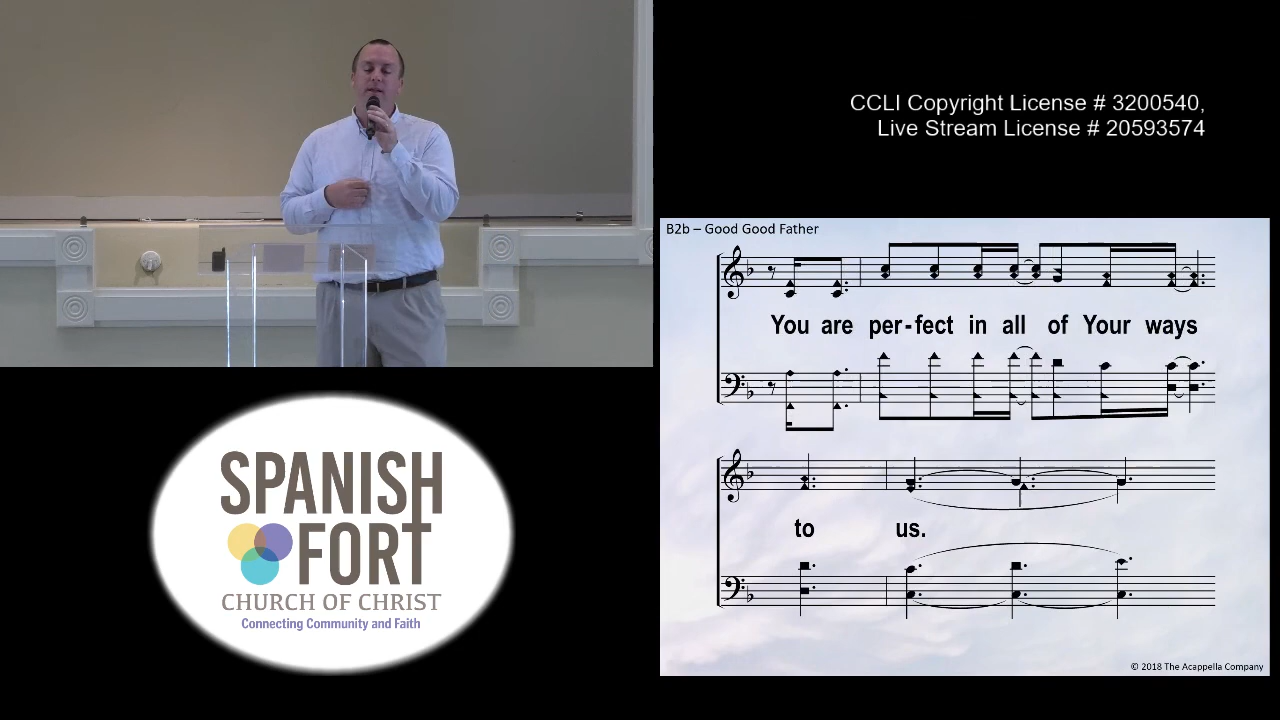 CCLI Copyright License # 3200540,
Live Stream License # 20593574
B2b – Good Good Father
You are per-fect in all of Your ways
to us.
© 2018 The Acappella Company
SPANISH
FORT
CHURCH OF CHRIST
Connecting Community and Faith